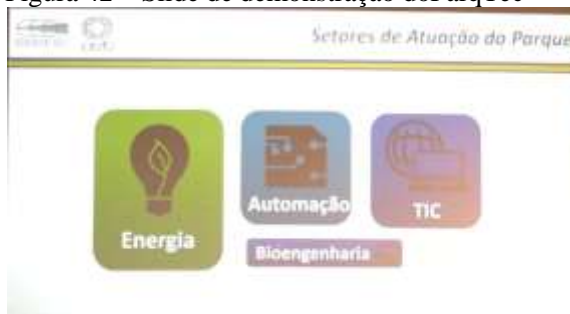 Setores de Atuação do Parque
Energia
Automação
TIC
Bioengenharia